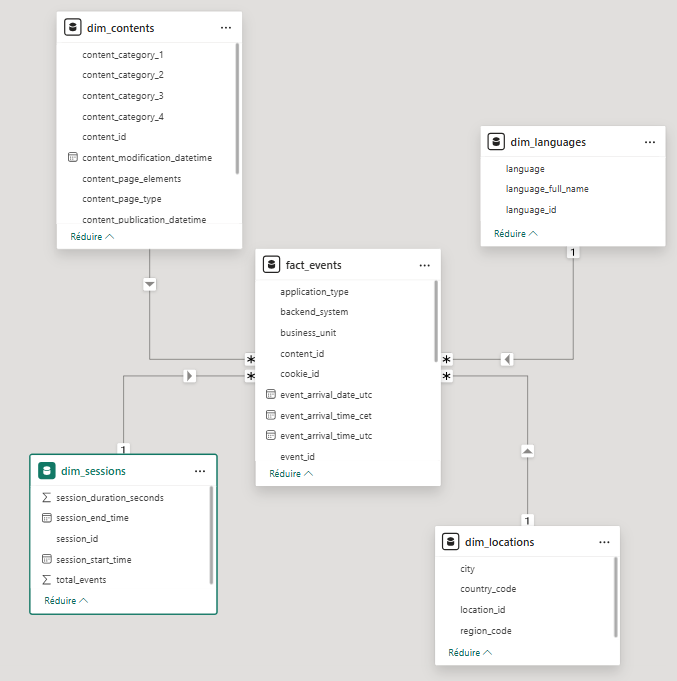 dim_contents
content_category_1
content_category_2
content_category_3
content_category_4
content_id
content_modification_datetime
content_page_elements
content_page_type
content_publication_datetime
Réduire
dim_languages
language
language_full_name
language_id
Réduire
1
fact_events
application_type
backend_system
business_unit
content_id
cookie_id
event_arrival_date_utc
event_arrival_time_cet
event_arrival_time_utc
event_id
Réduire
*
*
*
*
1
dim_sessions
session_duration_seconds
session_end_time
session_id
session_start_time
total_events
Réduire
1
dim_locations
city
country_code
location_id
region_code
Réduire